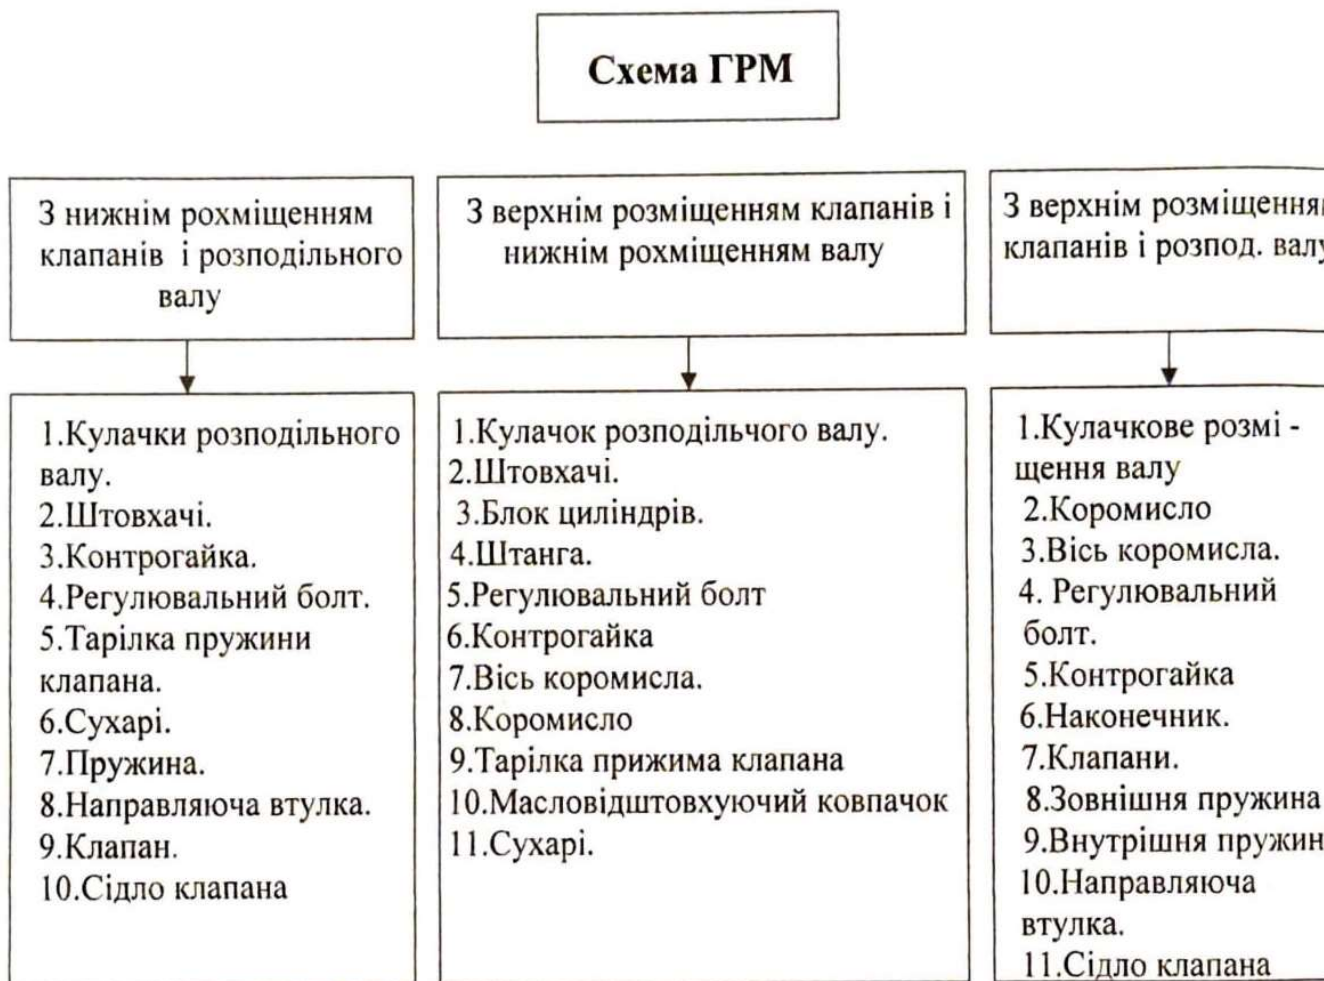 Схема ГРМ
З нижнім рохміщенням
клапанів і розподільного
валу
З верхнім розміщенням клапанів і
нижнім рохміщенням валу
З верхнім розміщенням
клапанів і розпод. валу
1.Кулачки розподільного
валу.
2.Штовхачі.
3.Контрогайка.
4.Регулювальний болт.
5.Тарілка пружини
клапана.
6.Сухарі.
7.Пружина.
8.Направляюча втулка.
9.Клапан.
10.Сідло клапана
1.Кулачок розподільчого валу.
2.Штовхачі.
3.Блок циліндрів.
4.Штанга.
5.Регулювальний болт
6.Контрогайка
7.Вісь коромисла.
8.Коромисло
9.Тарілка прижима клапана
10.Масловідштовхуючий ковпачок
11.Сухарі.
1.Кулачкове розмі -
щення валу
2.Коромисло
3.Вісь коромисла.
4. Регулювальний
болт.
5.Контрогайка
6.Наконечник.
7.Клапани.
8.Зовнішня пружина
9.Внутрішня пружин
10.Направляюча
втулка.
11.Сідло клапана